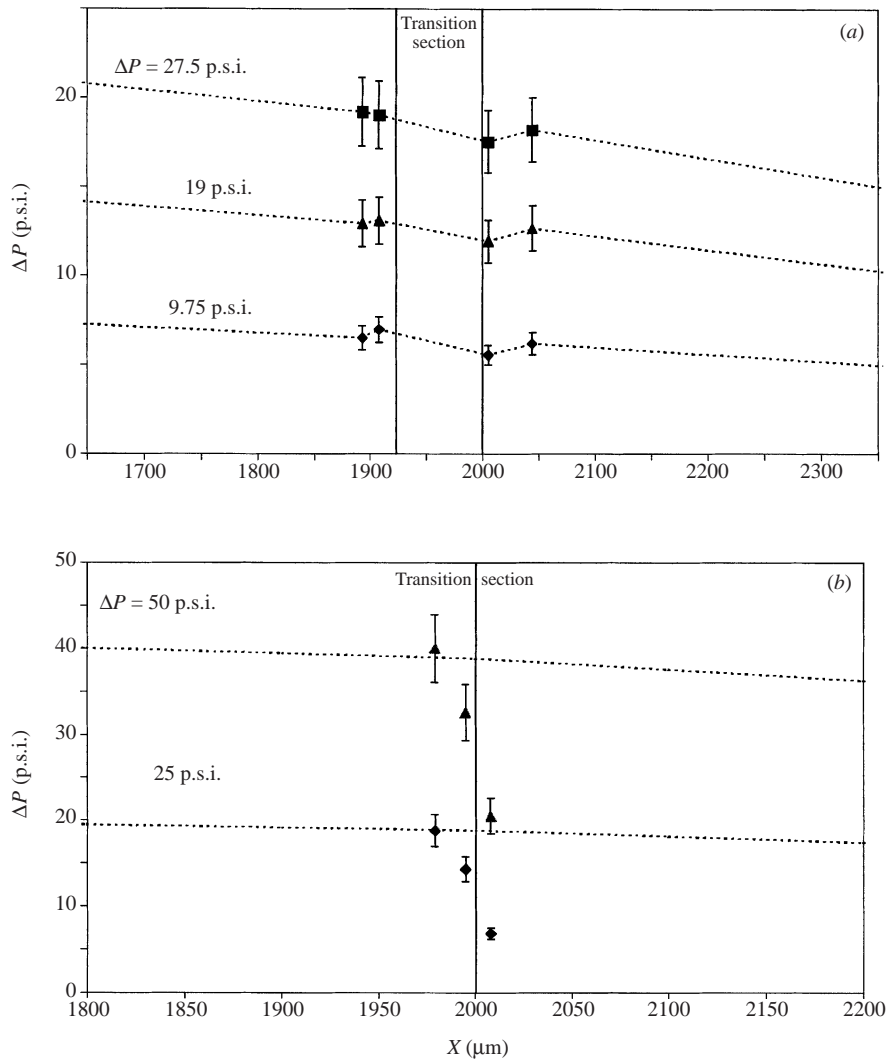 Transition
section
(a)
ΔP = 27.5 p.s.i.
20
19 p.s.i.
ΔP (p.s.i.)
10
9.75 p.s.i.
0
1700 1800 1900 2000 2100 2200 2300
50
Transition section
(b)
ΔP = 50 p.s.i.
40
30
ΔP (p.s.i.)
25 p.s.i.
20
10
0
1800 1850 1900 1950 2000 2050 2100 2150 2200
X (μm)